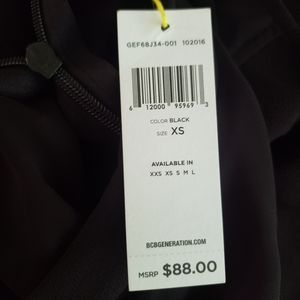 GEF68J34-001 102016
6 12000 95969 3
COLOR BLACK
SIZE XS
AVAILABLE IN
XXS XS S M L
BCBGENERATION.COM
MSRP $88.00